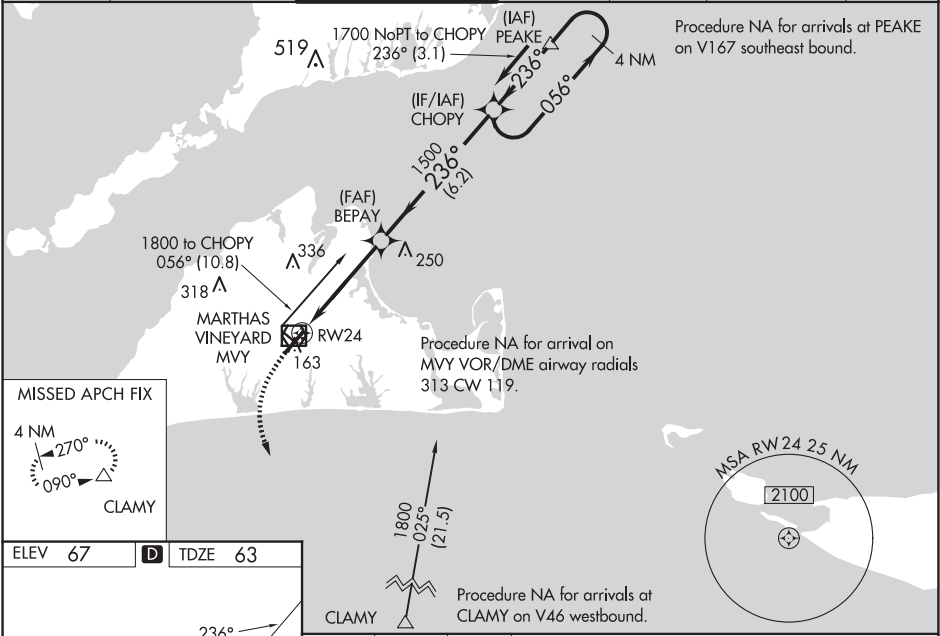 (IAF)
PEAKE
1700 NoPT to CHOPY
236° (3.1)
519
Procedure NA for arrivals at PEAKE
on V167 southeast bound.
4 NM
236°
056°
(IF/IAF)
CHOPY
1500
236°
(6.2)
(FAF)
BEPAY
1800 to CHOPY
056° (10.8)
336
250
318
MARTHAS
VINEYARD
MVY
RW24
163
Procedure NA for arrival on
MVY VOR/DME airway radials
313 CW 119.
MISSED APCH FIX
4 NM
270°
090°
CLAMY
MSA RW24 25 NM
2100
1800
025°
(21.5)
ELEV 67
D
TDZE 63
236°
CLAMY
Procedure NA for arrivals at
CLAMY on V46 westbound.